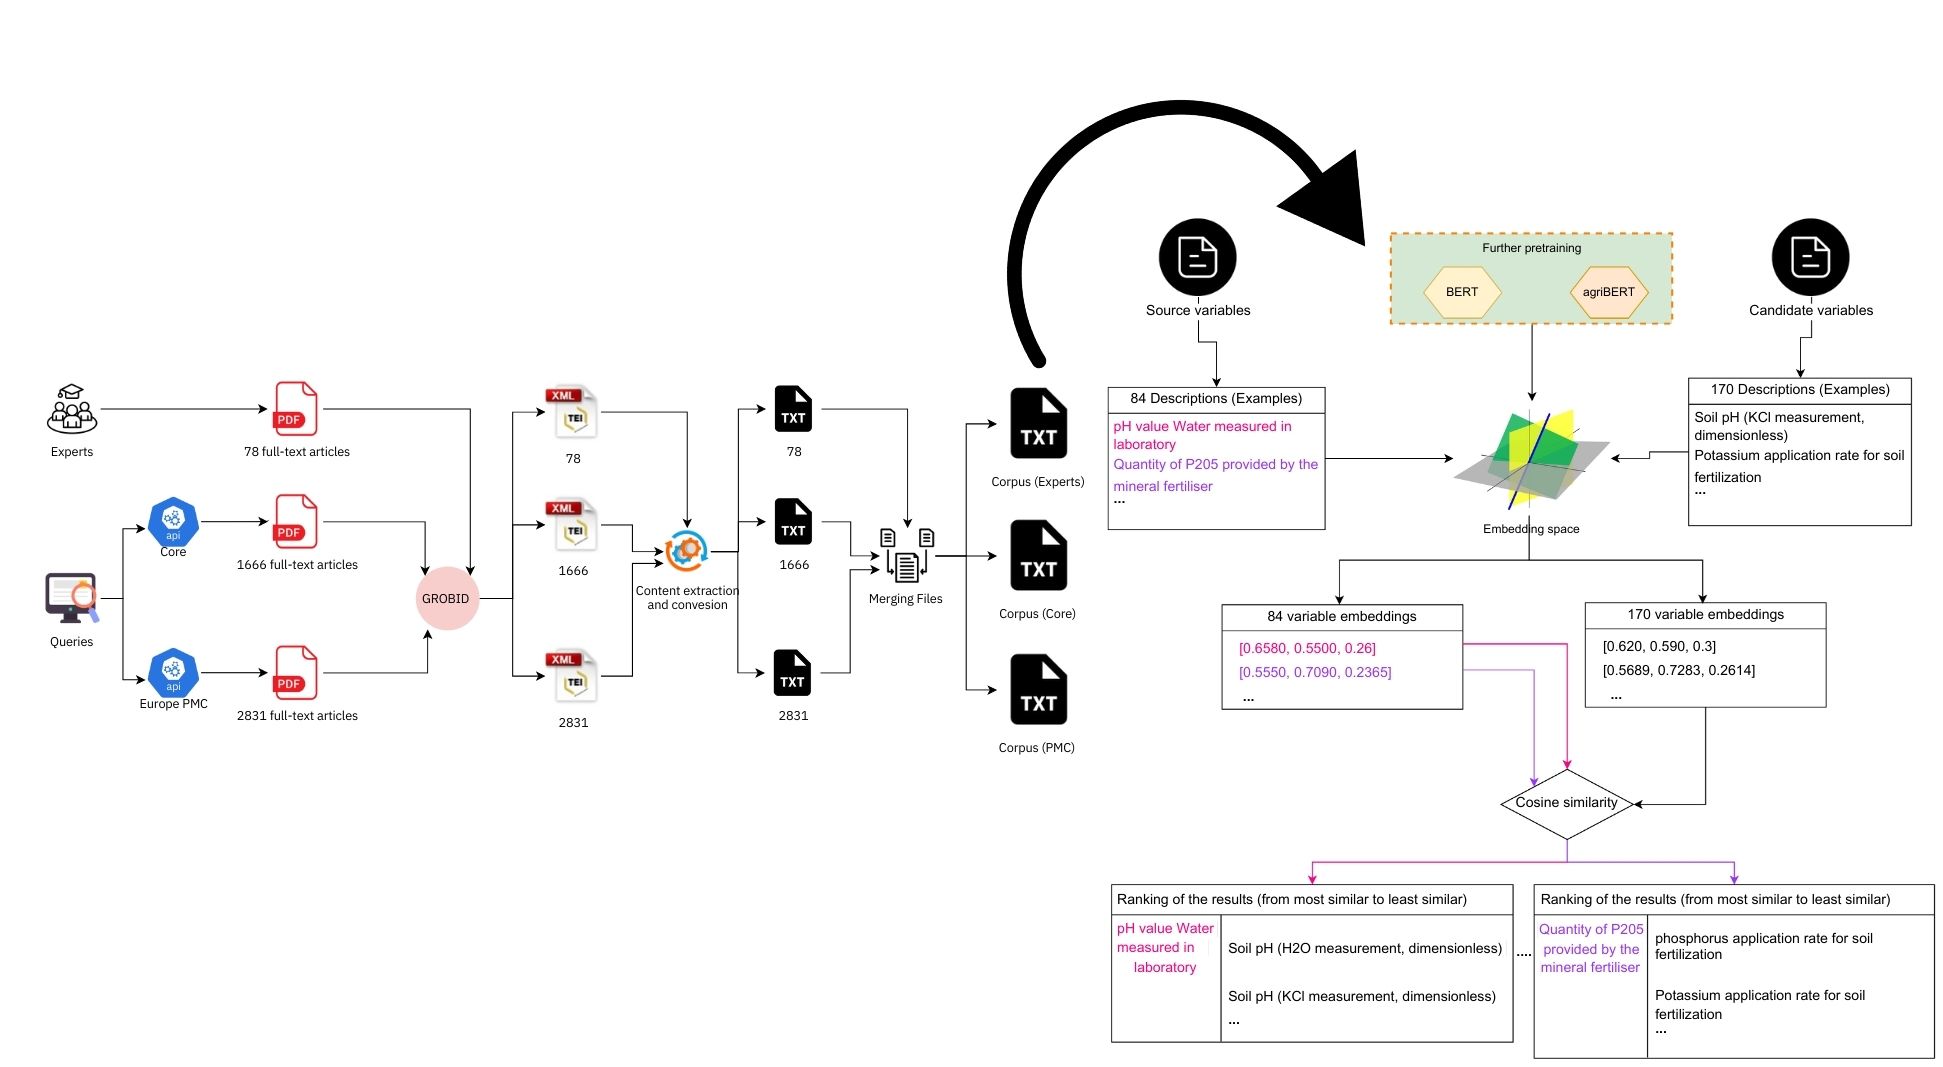 Experts
PDF
78 full-text articles
api
Core
PDF
1666 full-text articles
Queries
api
Europe PMC
PDF
2831 full-text articles
GROBID
XML
TEI
78
XML
TEI
1666
XML
TEI
2831
Content extraction
and convesion
TXT
78
TXT
1666
TXT
2831
Merging Files
TXT
Corpus (Experts)
TXT
Corpus (Core)
TXT
Corpus (PMC)
Source variables
84 Descriptions (Examples)
pH value Water measured in
laboratory
Quantity of P205 provided by the
mineral fertiliser
...
Further pretraining
BERT
agriBERT
Embedding space
Candidate variables
170 Descriptions (Examples)
Soil pH (KCl measurement,
dimensionless)
Potassium application rate for soil
fertilization
...
84 variable embeddings
[0.6580, 0.5500, 0.26]
[0.5550, 0.7090, 0.2365]
...
170 variable embeddings
[0.620, 0.590, 0.3]
[0.5689, 0.7283, 0.2614]
...
Cosine similarity
Ranking of the results (from most similar to least similar)
pH value Water
measured in
laboratory
Soil pH (H2O measurement, dimensionless)
Soil pH (KCl measurement, dimensionless)
...
....
Ranking of the results (from most similar to least similar)
Quantity of P205
provided by the
mineral fertiliser
phosphorus application rate for soil
fertilization
Potassium application rate for soil
fertilization
...